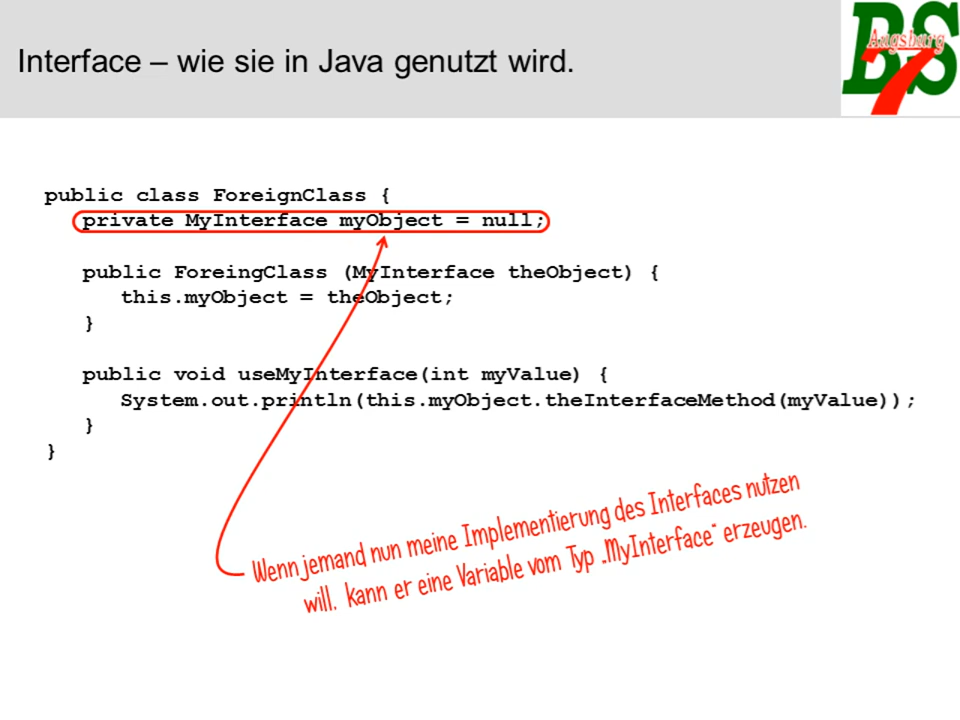 Interface – wie sie in Java genutzt wird.
BS
Augsburg
7
public class ForeignClass {
private MyInterface myObject = null;
public ForeingClass (MyInterface theObject) {
this.myObject = theObject;
}
public void useMyInterface(int myValue) {
System.out.println(this.myObject.theInterfaceMethod(myValue));
}
}
Wenn jemand nun meine Implementierung des Interfaces nutzen
will, kann er eine Variable vom Typ „MyInterface“ erzeugen.